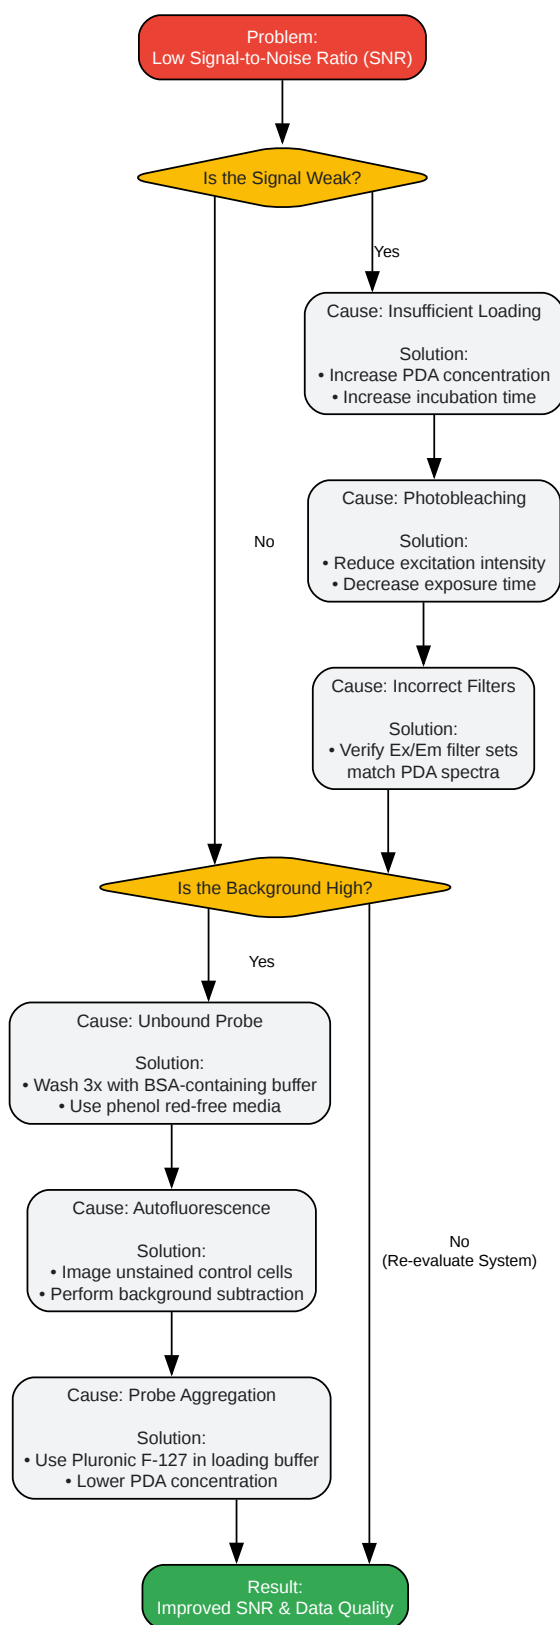 Problem:
Low Signal-to-Noise Ratio (SNR)
Is the Signal Weak?
Yes
Cause: Insufficient Loading
Solution:
• Increase PDA concentration
• Increase incubation time
Cause: Photobleaching
Solution:
• Reduce excitation intensity
• Decrease exposure time
No
Cause: Incorrect Filters
Solution:
• Verify Ex/Em filter sets
match PDA spectra
Is the Background High?
Yes
Cause: Unbound Probe
Solution:
• Wash 3x with BSA-containing buffer
• Use phenol red-free media
Cause: Autofluorescence
Solution:
• Image unstained control cells
• Perform background subtraction
No
(Re-evaluate System)
Cause: Probe Aggregation
Solution:
• Use Pluronic F-127 in loading buffer
• Lower PDA concentration
Result:
Improved SNR & Data Quality